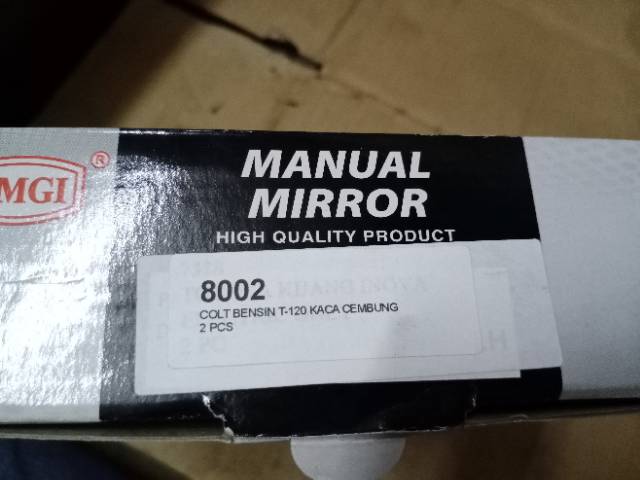 MGI ®
MANUAL
MIRROR
HIGH QUALITY PRODUCT
8002
COLT BENSIN T-120 KACA CEMBUNG
2 PCS